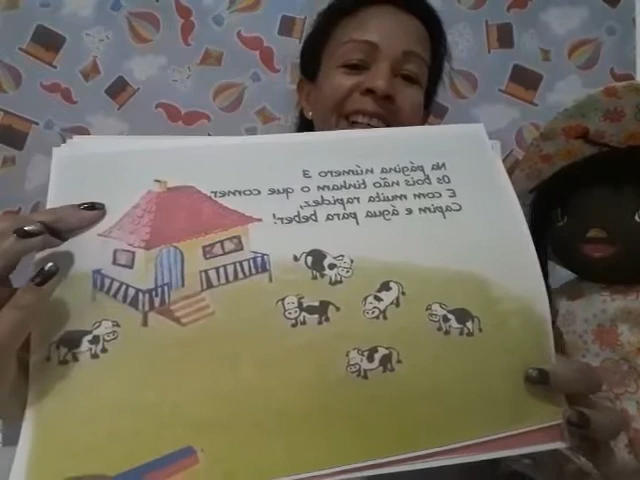 Na página número 3
Os bois não tinham o que comer
E com muita rapidez,
Capim e água para beber!